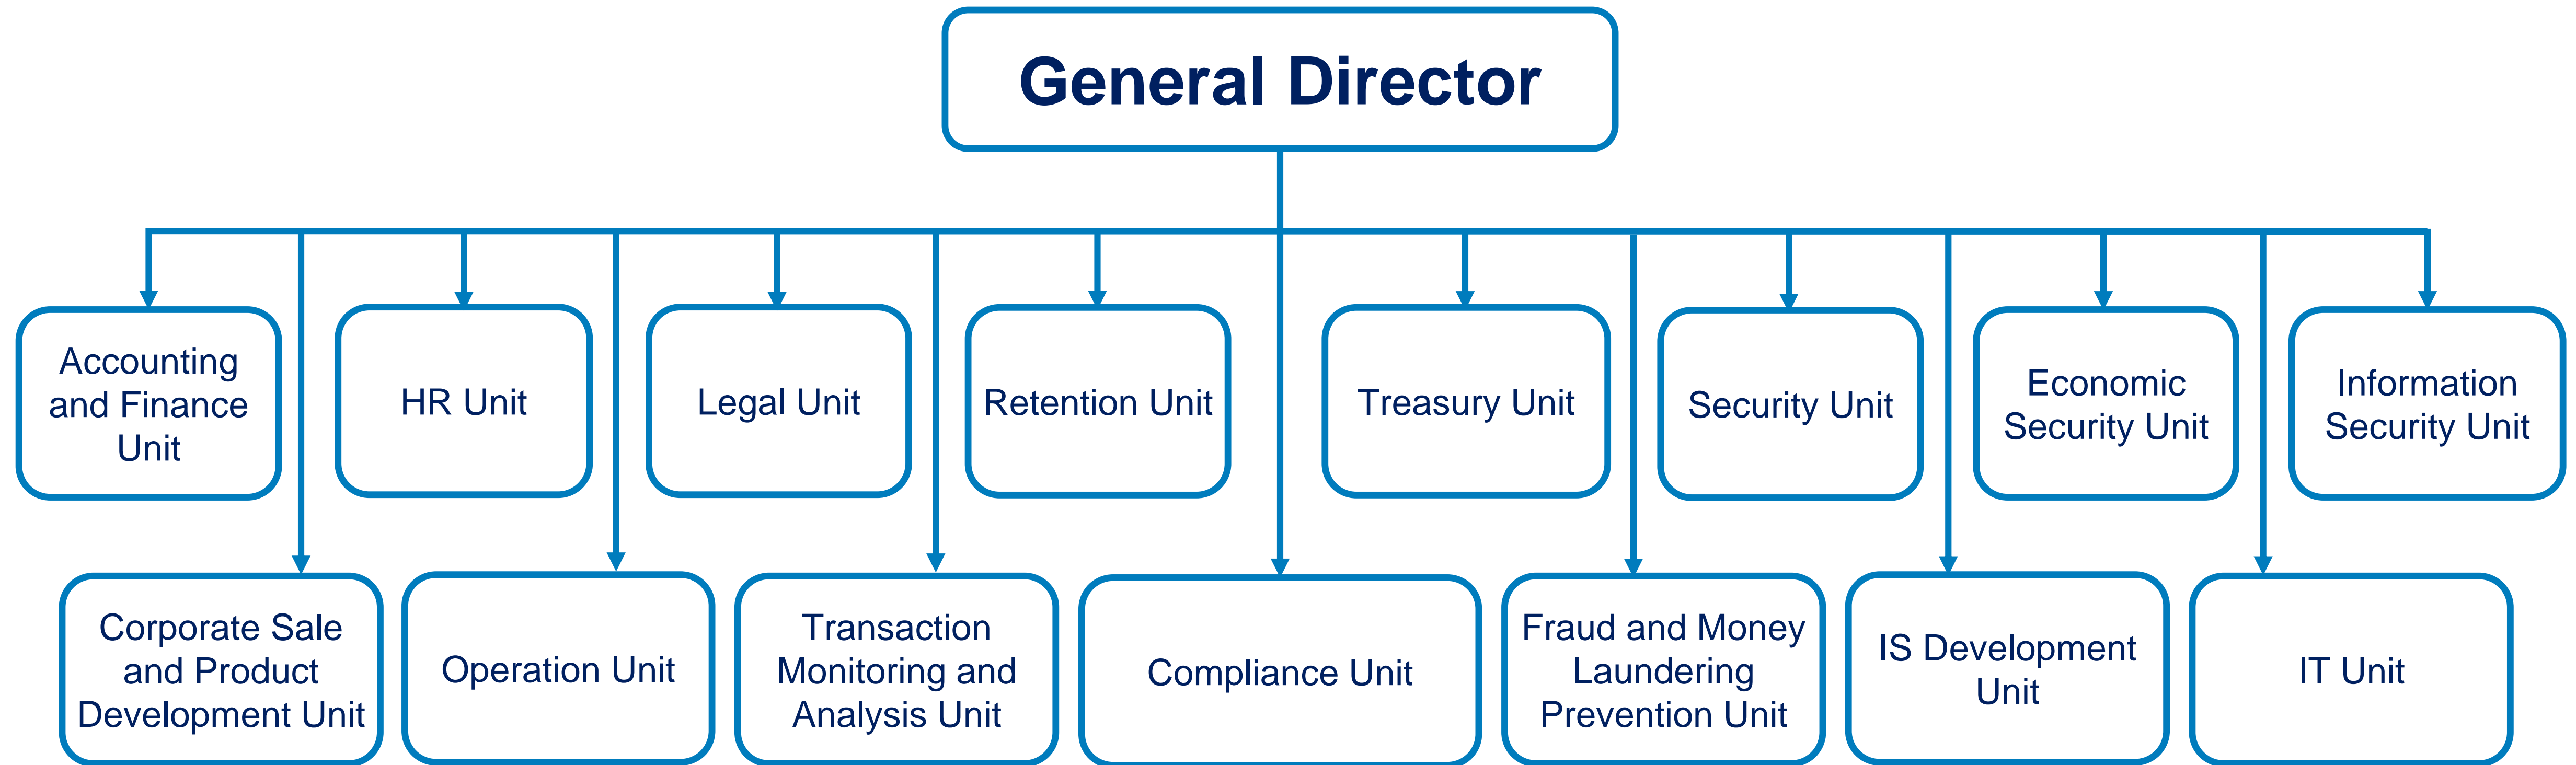 General Director
Accounting
and Finance
Unit
HR Unit
Legal Unit
Retention Unit
Treasury Unit
Security Unit
Economic
Security Unit
Information
Security Unit
Corporate Sale
and Product
Development Unit
Operation Unit
Transaction
Monitoring and
Analysis Unit
Compliance Unit
Fraud and Money
Laundering
Prevention Unit
IS Development
Unit
IT Unit